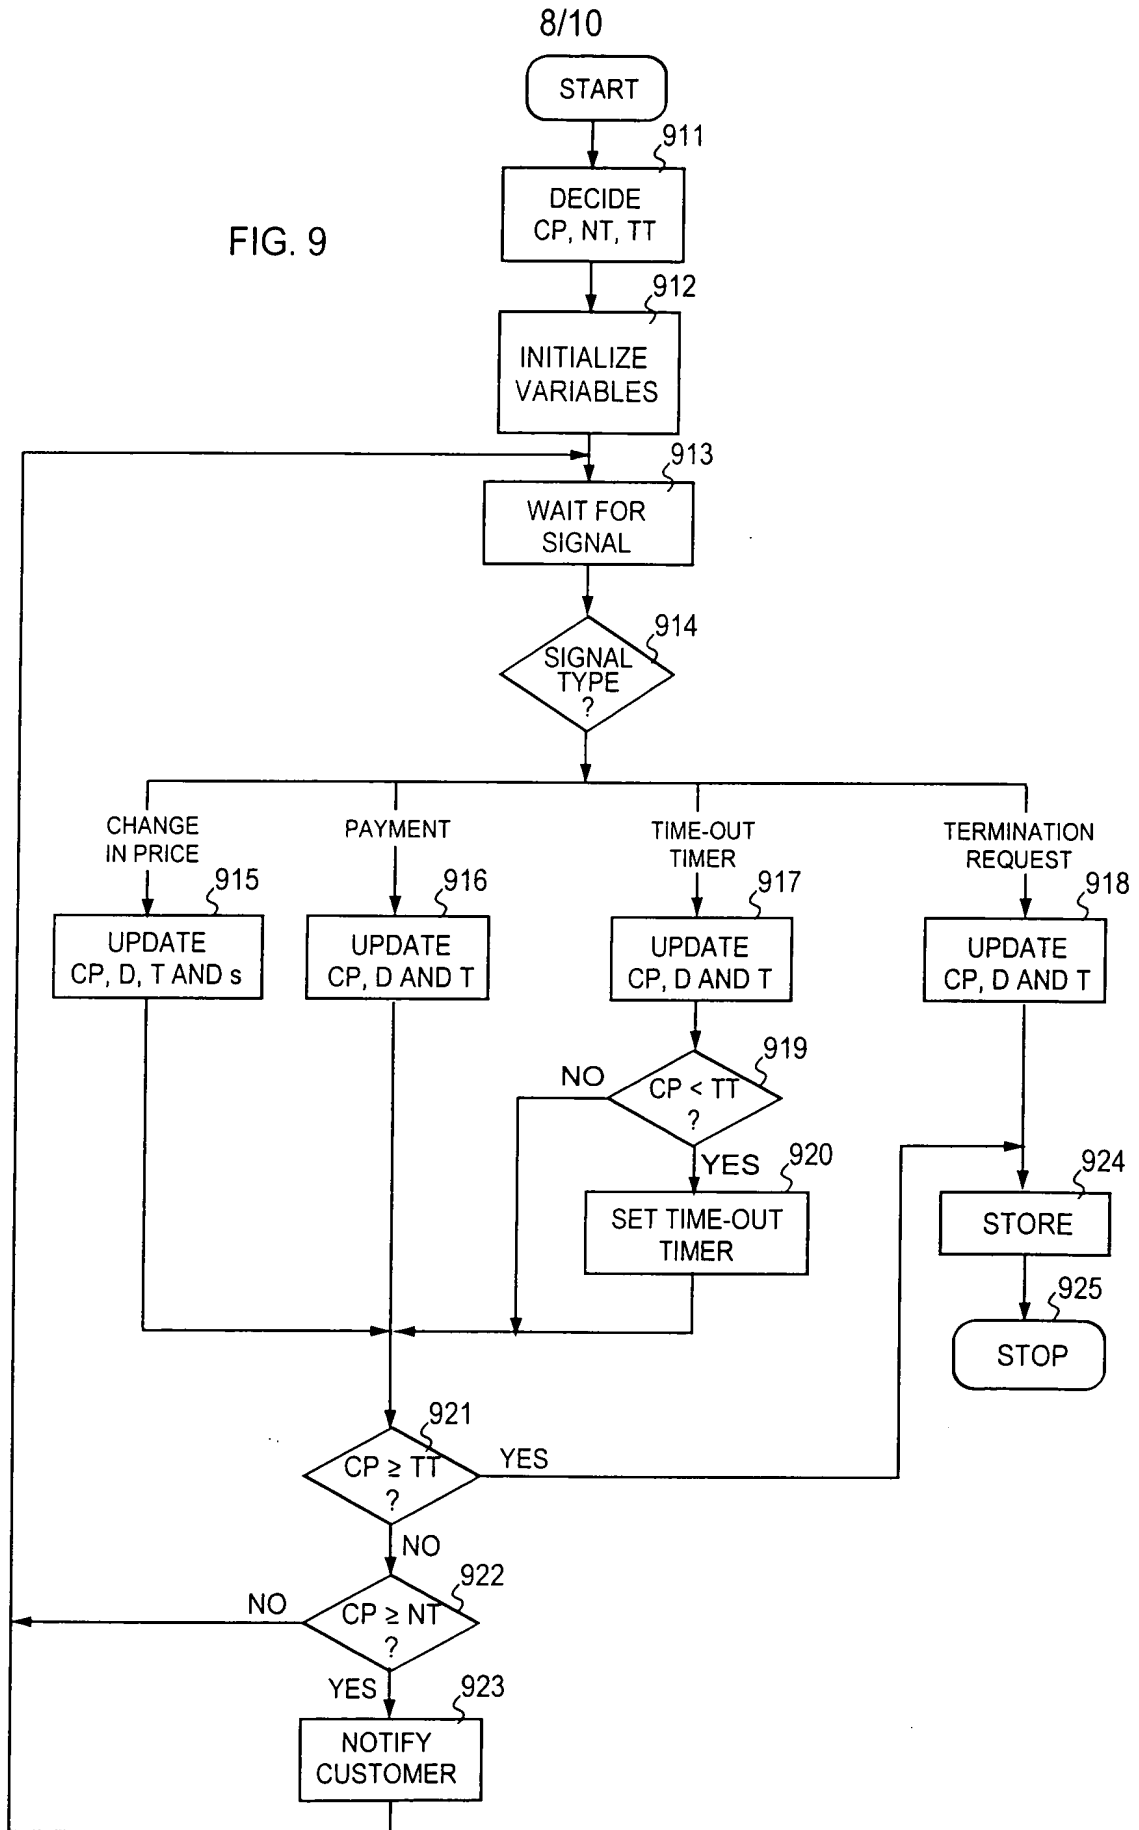 8/10
START
911
DECIDE
CP, NT, TT
FIG. 9
912
INITIALIZE
VARIABLES
913
WAIT FOR
SIGNAL
914
SIGNAL
TYPE
?
CHANGE
IN PRICE
PAYMENT
TIME-OUT
TIMER
TERMINATION
REQUEST
915
916
917
918
UPDATE
CP, D, T AND s
UPDATE
CP, D AND T
UPDATE
CP, D AND T
UPDATE
CP, D AND T
919
NO
CP < TT
?
YES
920
SET TIME-OUT
TIMER
924
STORE
925
STOP
921
CP ≥ TT
?
YES
NO
922
NO
CP ≥ NT
?
YES
923
NOTIFY
CUSTOMER